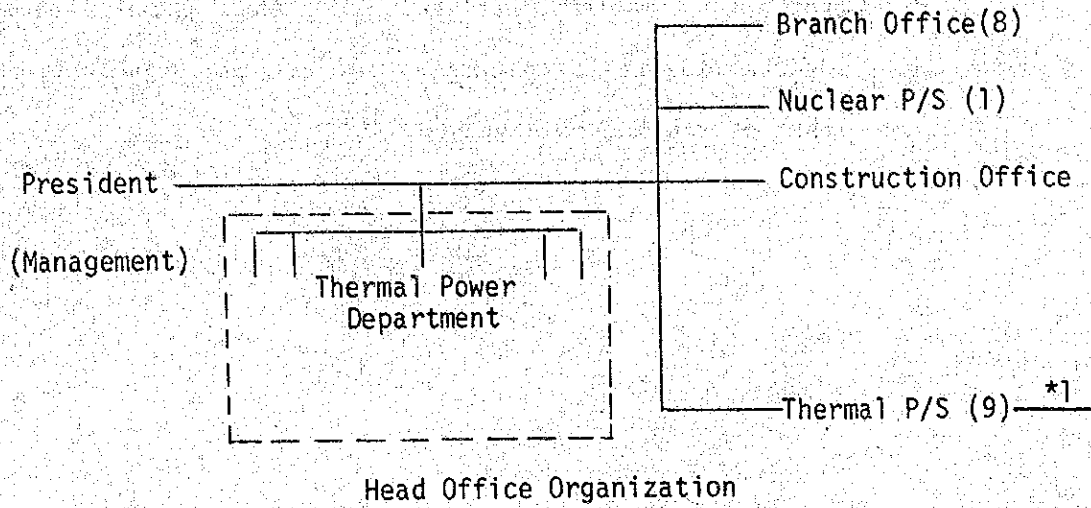 Branch Office(8)
Nuclear P/S (1)
President
Construction Office
(Management)
Thermal Power
Department
Thermal P/S (9)
*1
Head Office Organization